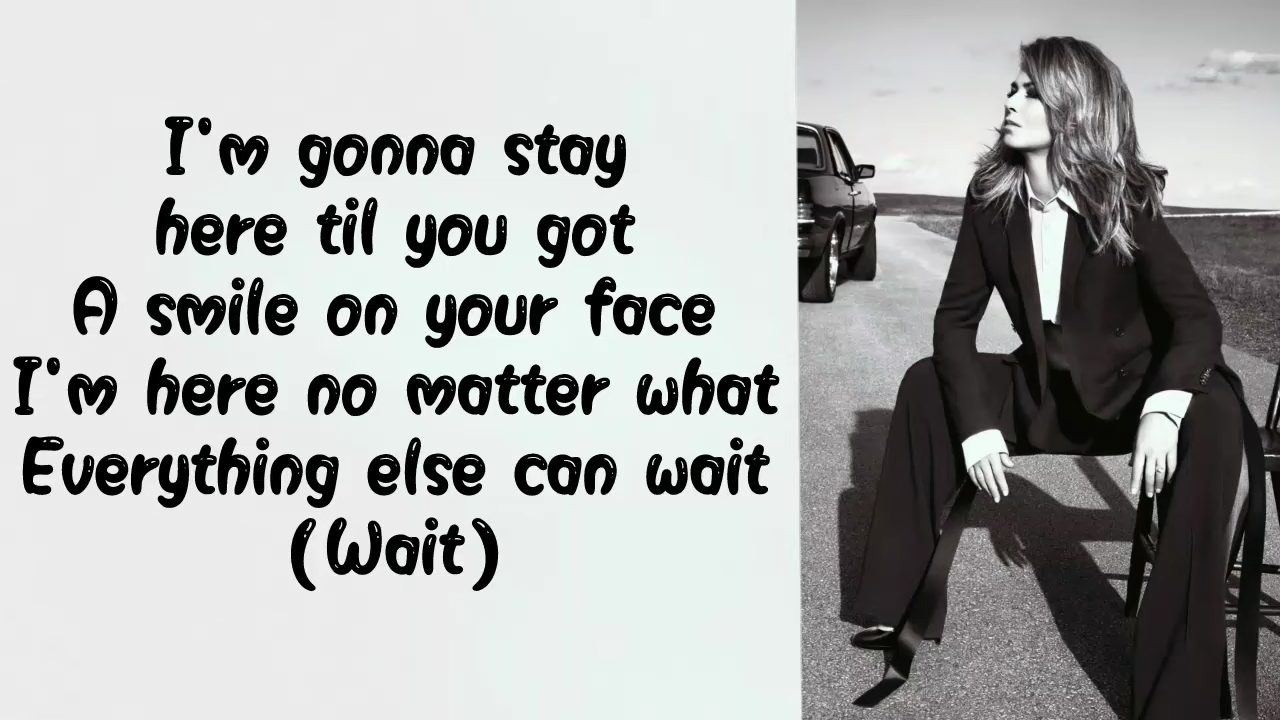 I'm gonna stay
here til you got
A smile on your face
I'm here no matter what
Everything else can wait
(Wait)